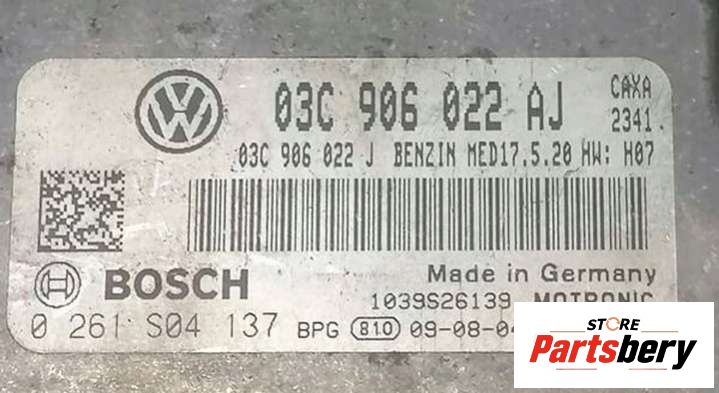 03C 906 022 AJ CAXA
2341
03C 906 022 J BENZIN MED17.5.20 HW: H07
BOSCH
Made in Germany
1039S26139 MOTRONIC
0 261 S04 137 BPG 810 09-08-04
STORE
Partsbery